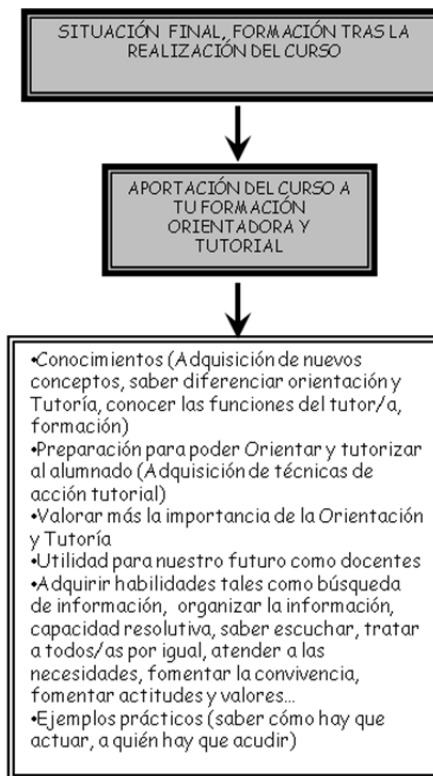 SITUACIÓN FINAL, FORMACIÓN TRAS LA
REALIZACIÓN DEL CURSO
APORTACIÓN DEL CURSO A
TU FORMACIÓN
ORIENTADORA Y
TUTORIAL
•Conocimientos (Adquisición de nuevos
conceptos, saber diferenciar orientación y
Tutoría, conocer las funciones del tutor/a,
formación)
•Preparación para poder Orientar y tutorizar
al alumnado (Adquisición de técnicas de
acción tutorial)
•Valorar más la importancia de la Orientación
y Tutoría
•Utilidad para nuestro futuro como docentes
•Adquirir habilidades tales como búsqueda
de información, organizar la información,
capacidad resolutiva, saber escuchar, tratar
a todos/as por igual, atender a las
necesidades, fomentar la convivencia,
fomentar actitudes y valores...
•Ejemplos prácticos (saber cómo hay que
actuar, a quién hay que acudir)